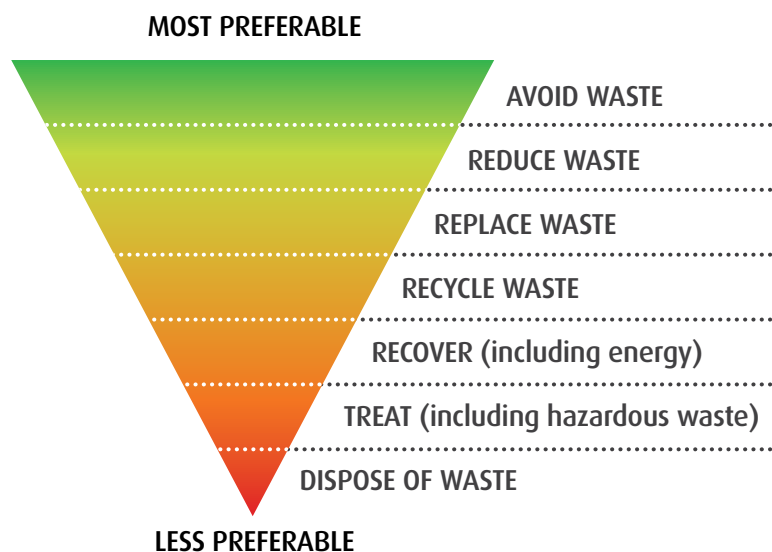 MOST PREFERABLE
AVOID WASTE
REDUCE WASTE
REPLACE WASTE
RECYCLE WASTE
RECOVER (including energy)
TREAT (including hazardous waste)
DISPOSE OF WASTE
LESS PREFERABLE